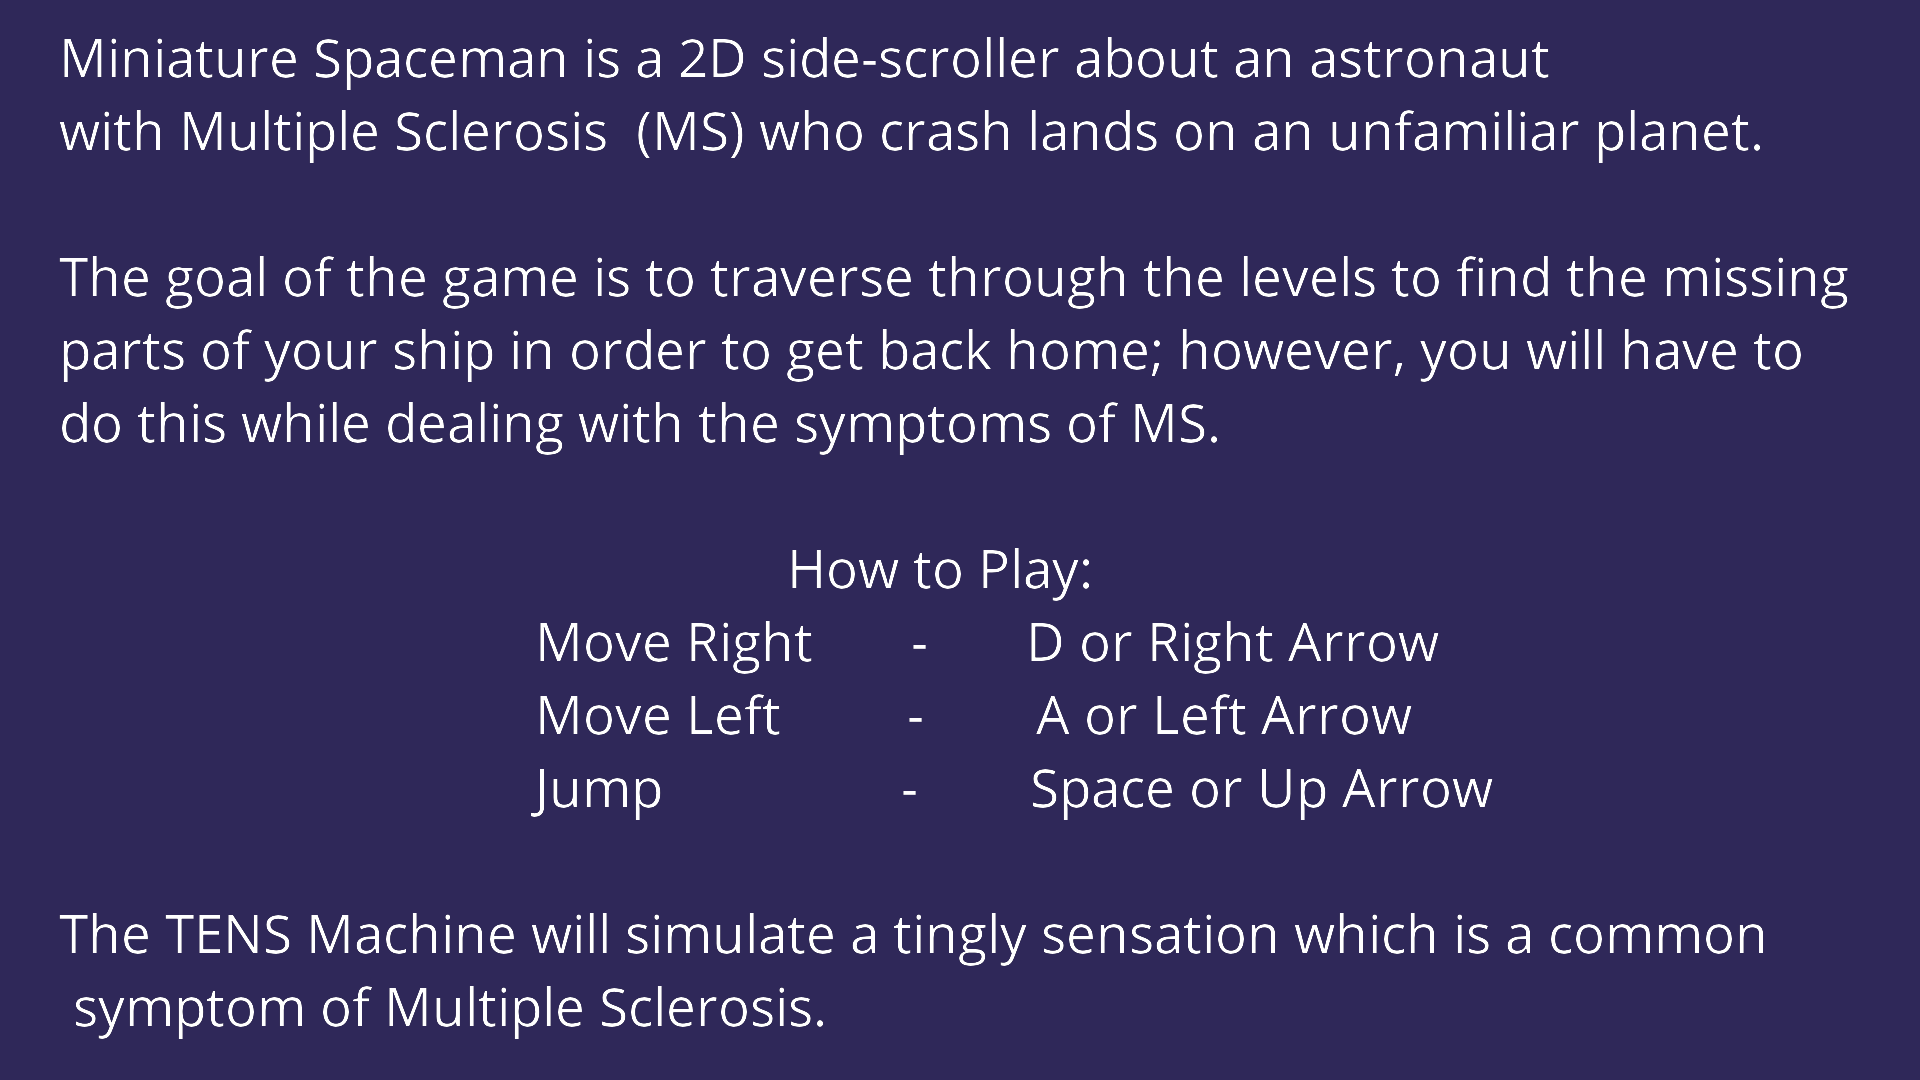 Miniature Spaceman is a 2D side-scroller about an astronaut
with Multiple Sclerosis  (MS) who crash lands on an unfamiliar planet.
The goal of the game is to traverse through the levels to find the missing
parts of your ship in order to get back home; however, you will have to
do this while dealing with the symptoms of MS.
How to Play:
Move Right - D or Right Arrow
Move Left - A or Left Arrow
Jump - Space or Up Arrow
The TENS Machine will simulate a tingly sensation which is a common
symptom of Multiple Sclerosis.